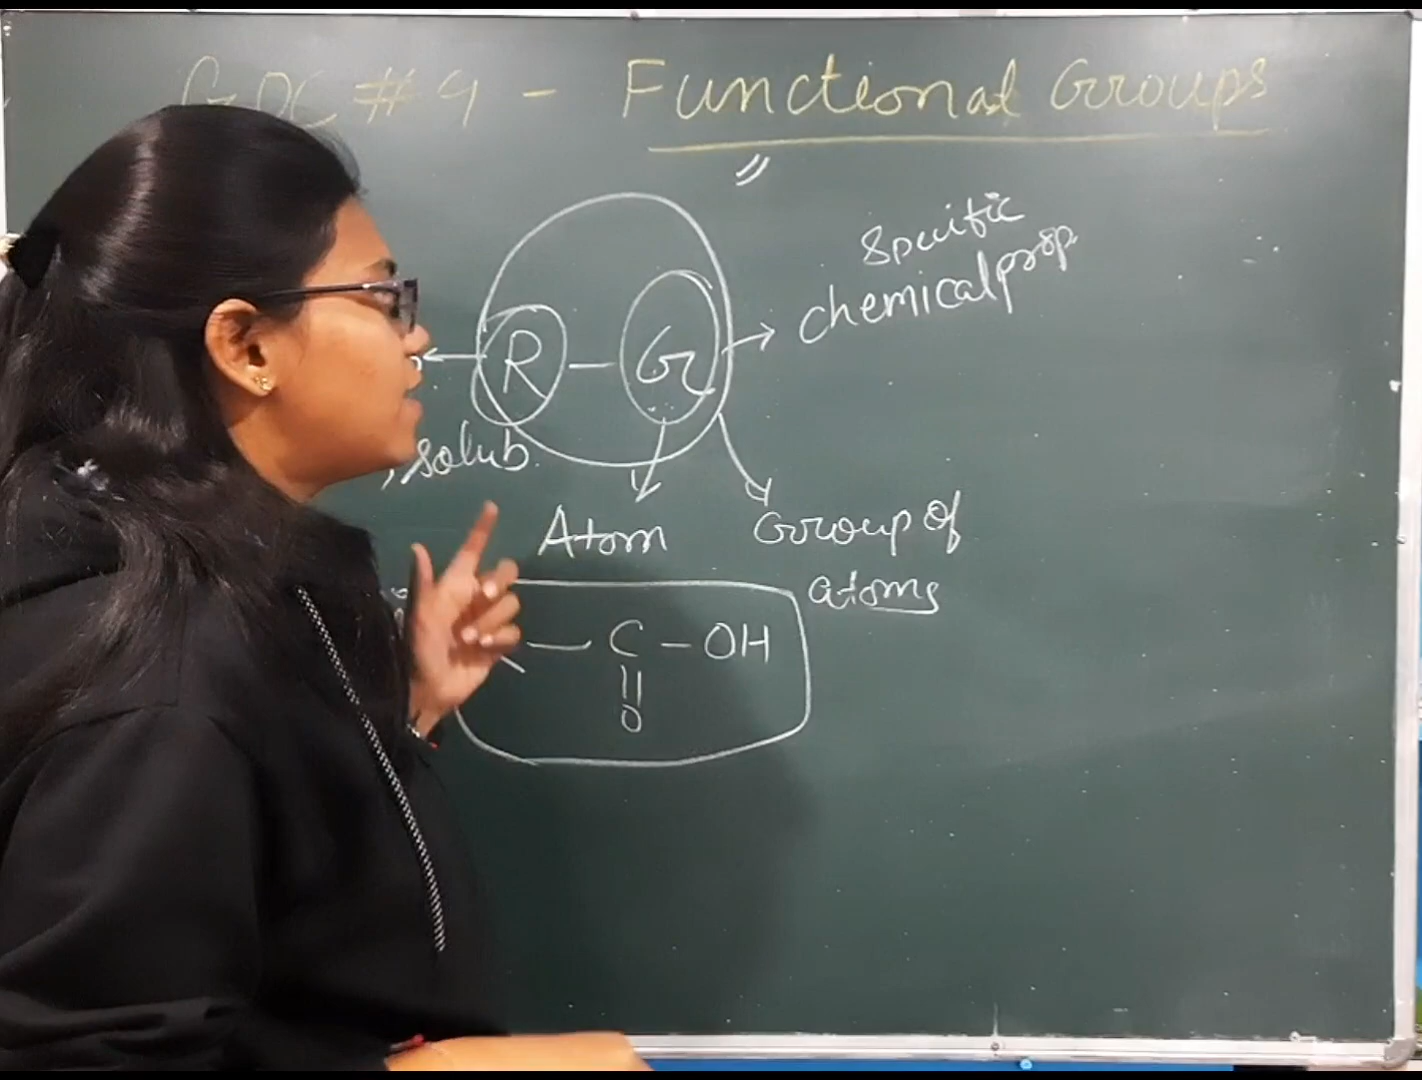 GOC #4 - Functional Groups
Specific
chemical prop
R - G
, solub.
Atom
Group of
atoms
— C - OH
||
O